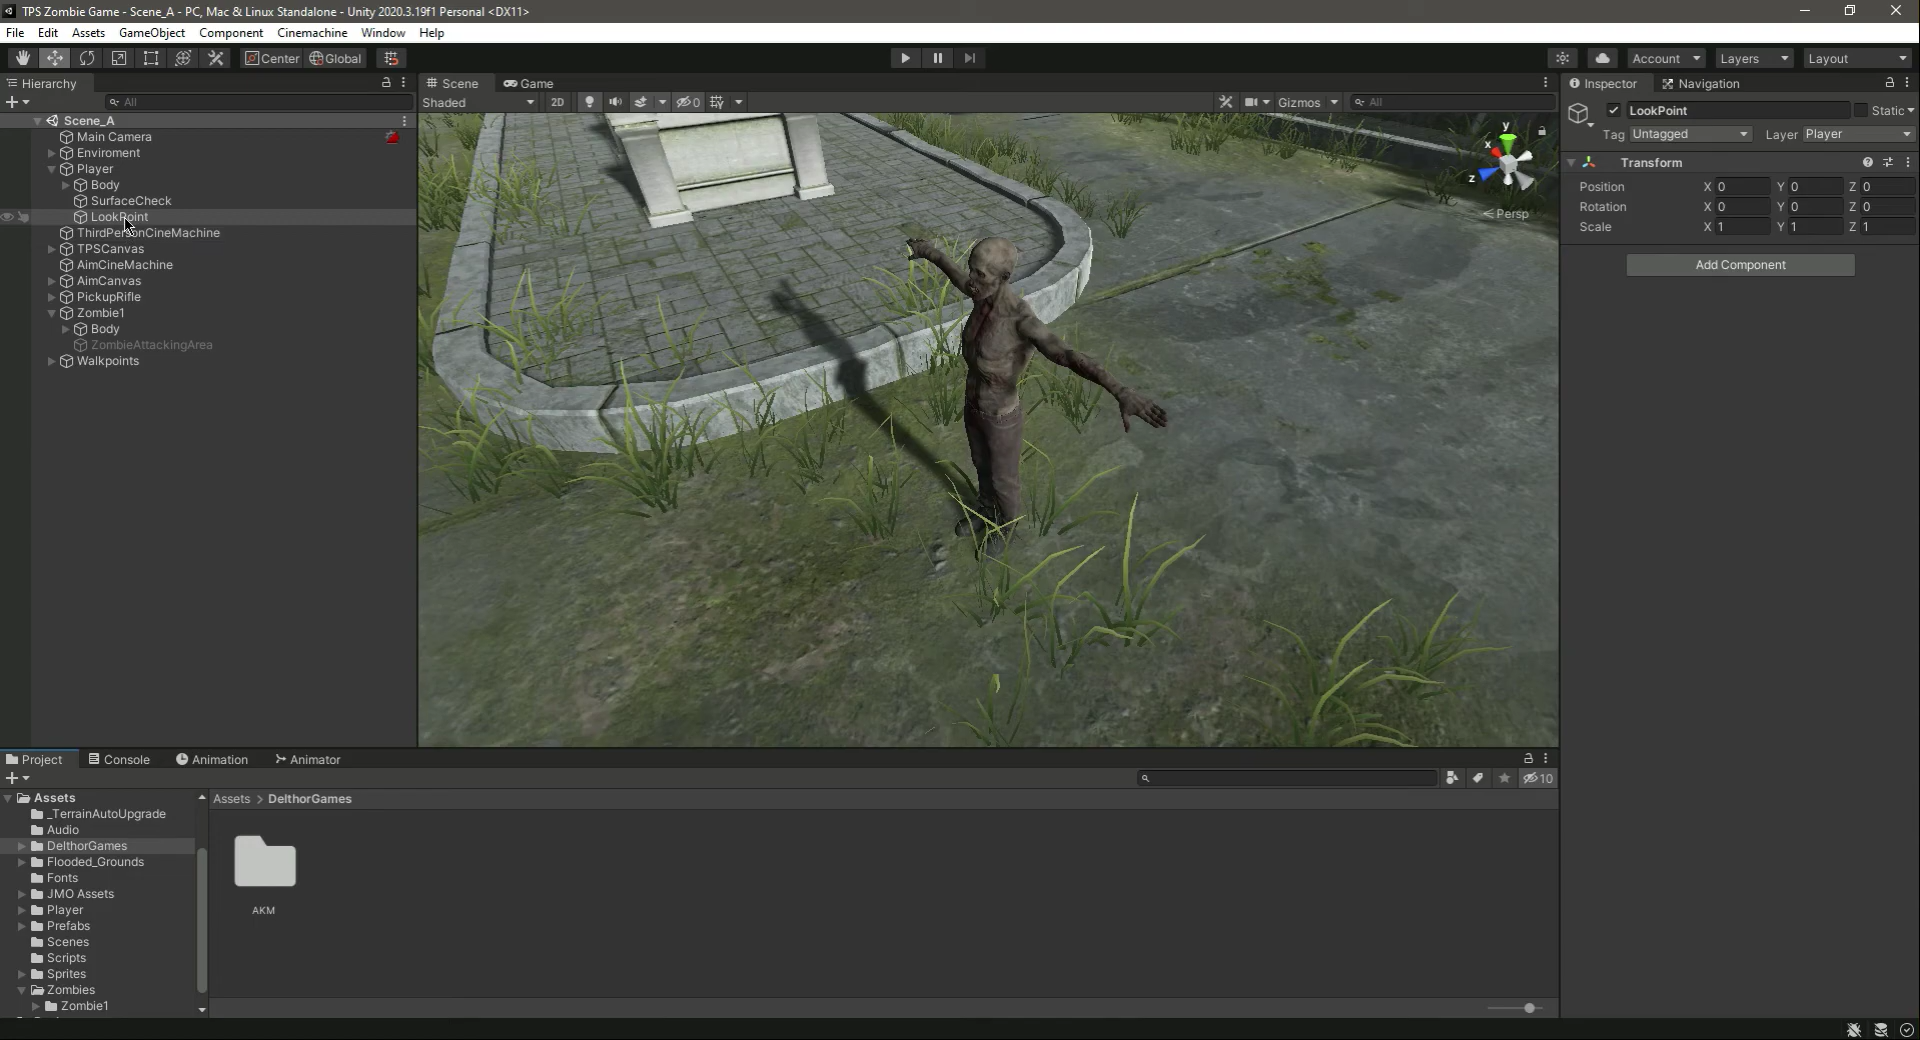 TPS Zombie Game - Scene_A - PC, Mac & Linux Standalone - Unity 2020.3.19f1 Personal <DX11>
File Edit Assets GameObject Component Cinemachine Window Help
Center Global Account Layers Layout
Hierarchy
All
Scene_A
Main Camera
Enviroment
Player
Body
SurfaceCheck
LookPoint
ThirdPersonCineMachine
TPSCanvas
AimCineMachine
AimCanvas
PickupRifle
Zombie1
Body
ZombieAttackingArea
Walkpoints
Scene Game
Shaded 2D 0 Gizmos All
y
x
z
Persp
Inspector Navigation
LookPoint Static
Tag Untagged Layer Player
Transform
Position X 0 Y 0 Z 0
Rotation X 0 Y 0 Z 0
Scale X 1 Y 1 Z 1
Add Component
Project Console Animation Animator
10
Assets
_TerrainAutoUpgrade
Audio
DelthorGames
Flooded_Grounds
Fonts
JMO Assets
Player
Prefabs
Scenes
Scripts
Sprites
Zombies
Zombie1
Assets > DelthorGames
AKM